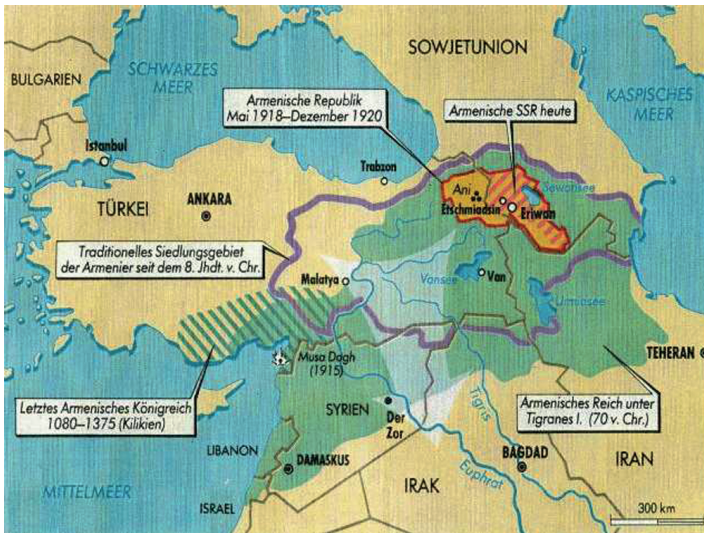 SOWJETUNION
BULGARIEN
SCHWARZES
MEER
KASPISCHES
MEER
Armenische Republik
Mai 1918–Dezember 1920
Armenische SSR heute
Istanbul
Trabzon
Ani
Sewansee
Etschmiadsin
Eriwan
ANKARA
TÜRKEI
Traditionelles Siedlungsgebiet
der Armenier seit dem 8. Jhdt. v. Chr.
Malatya
Vansee
Van
Urmiasee
Musa Dagh
(1915)
TEHERAN
Letztes Armenisches Königreich
1080–1375 (Kilikien)
SYRIEN
Der
Zor
Tigris
Armenisches Reich unter
Tigranes I. (70 v. Chr.)
LIBANON
DAMASKUS
Euphrat
BAGDAD
IRAN
MITTELMEER
ISRAEL
IRAK
300 km